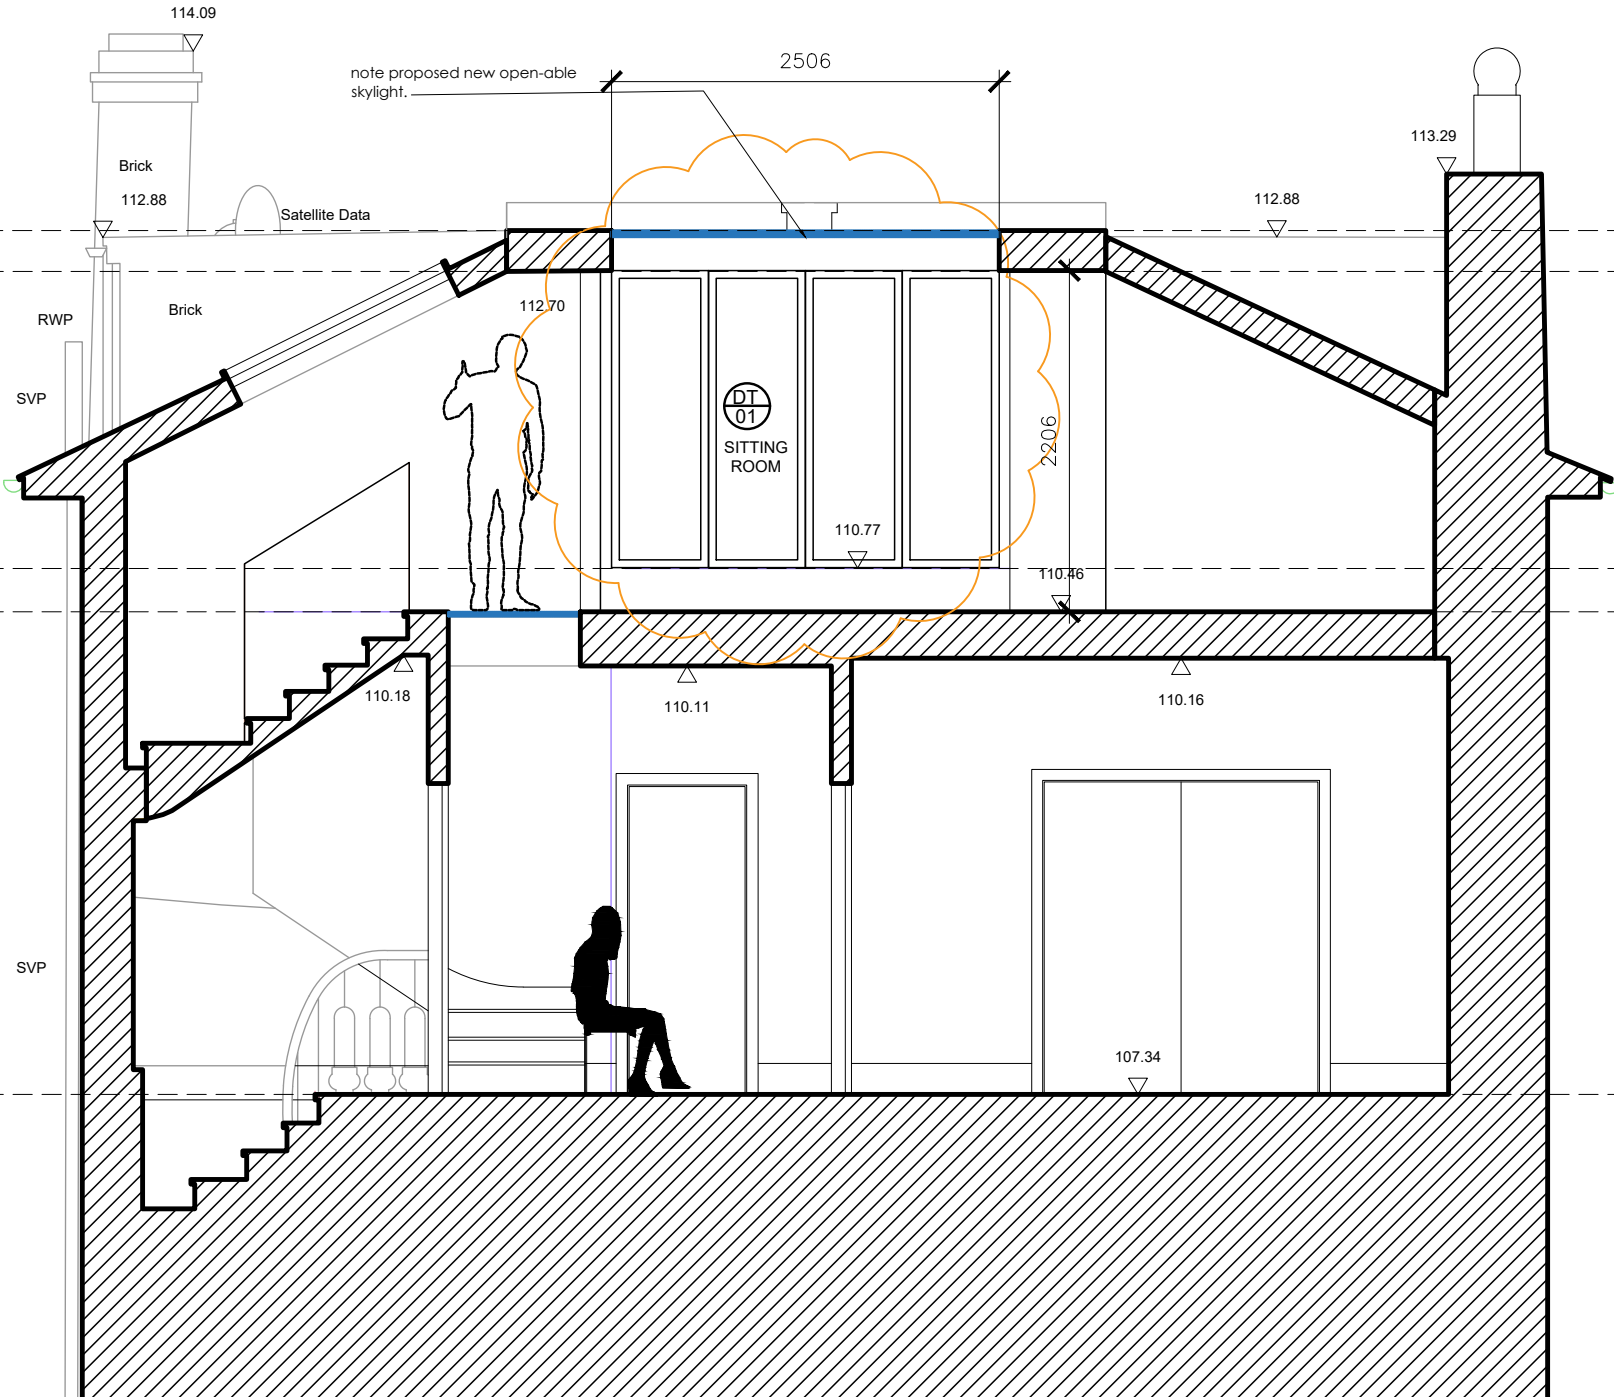 114.09
2506
note proposed new open-able
skylight.
113.29
Brick
112.88
112.88
Satellite Data
112.70
Brick
RWP
SVP
DT
01
2206
SITTING
ROOM
110.77
110.46
110.18
110.11
110.16
SVP
107.34